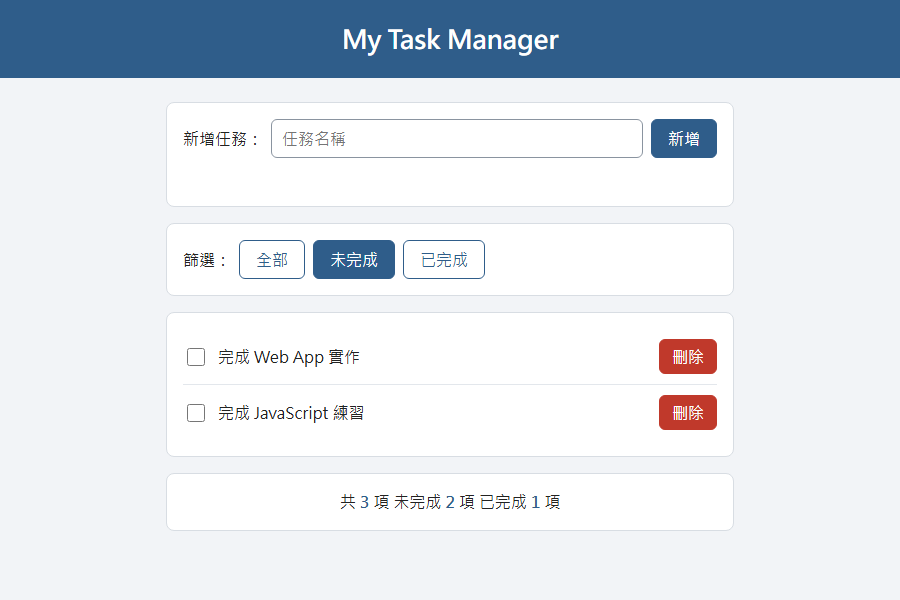 My Task Manager
新增任務： 任務名稱 新增
篩選： 全部 未完成 已完成
完成 Web App 實作 刪除
完成 JavaScript 練習 刪除
共 3 項 未完成 2 項 已完成 1 項